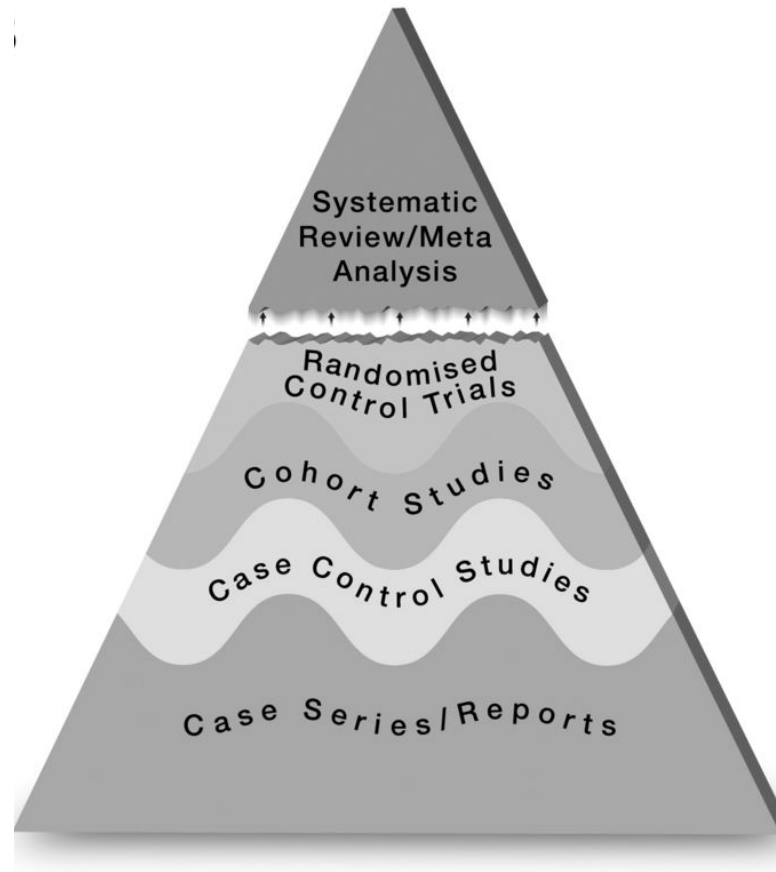 Systematic
Review/Meta
Analysis
Randomised
Control Trials
Cohort Studies
Case Control Studies
Case Series/Reports